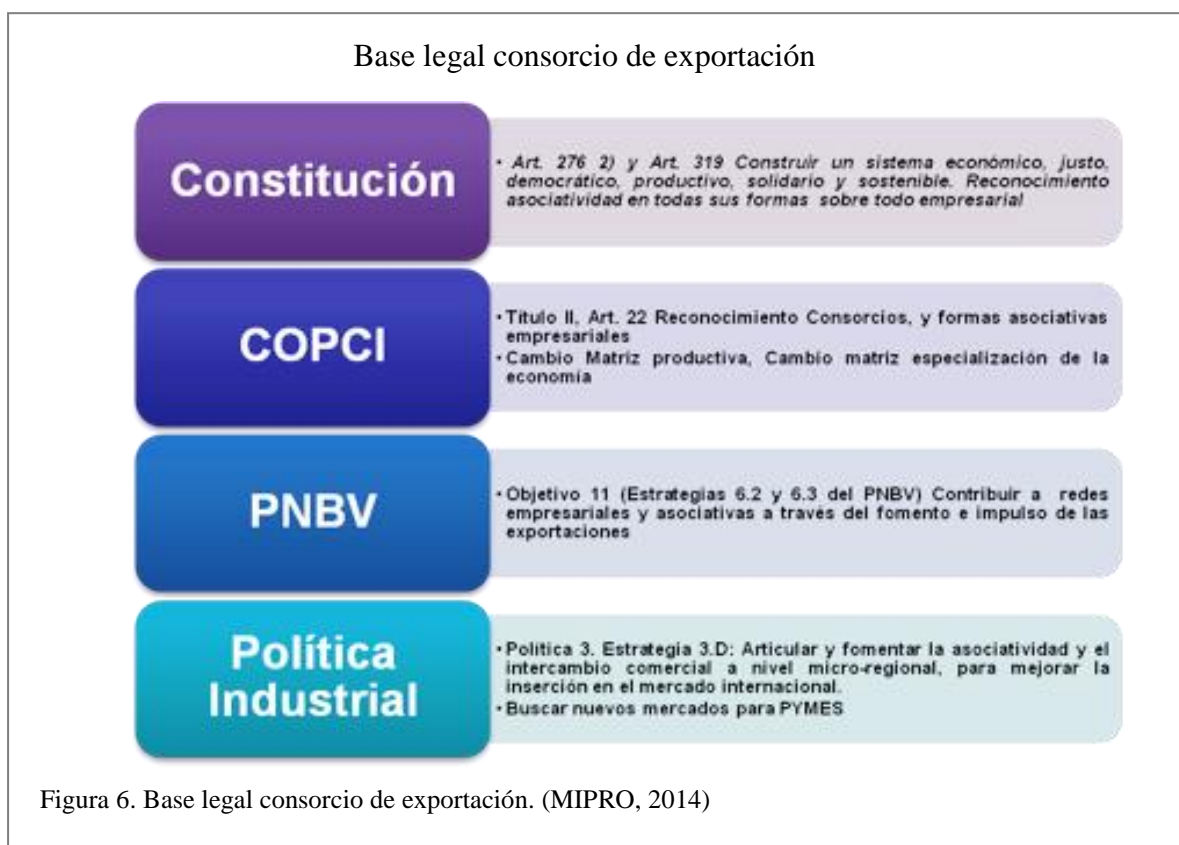 Base legal consorcio de exportación
Constitución
• Art. 276 2) y Art. 319 Construir un sistema económico, justo,
democrático, productivo, solidario y sostenible. Reconocimiento
asociatividad en todas sus formas sobre todo empresarial
COPCI
• Título II, Art. 22 Reconocimiento Consorcios, y formas asociativas
empresariales
• Cambio Matriz productiva, Cambio matriz especialización de la
economía
PNBV
• Objetivo 11 (Estrategias 6.2 y 6.3 del PNBV) Contribuir a redes
empresariales y asociativas a través del fomento e impulso de las
exportaciones
Política
Industrial
• Política 3. Estrategia 3.D: Articular y fomentar la asociatividad y el
intercambio comercial a nivel micro-regional, para mejorar la
inserción en el mercado internacional.
• Buscar nuevos mercados para PYMES
Figura 6. Base legal consorcio de exportación. (MIPRO, 2014)